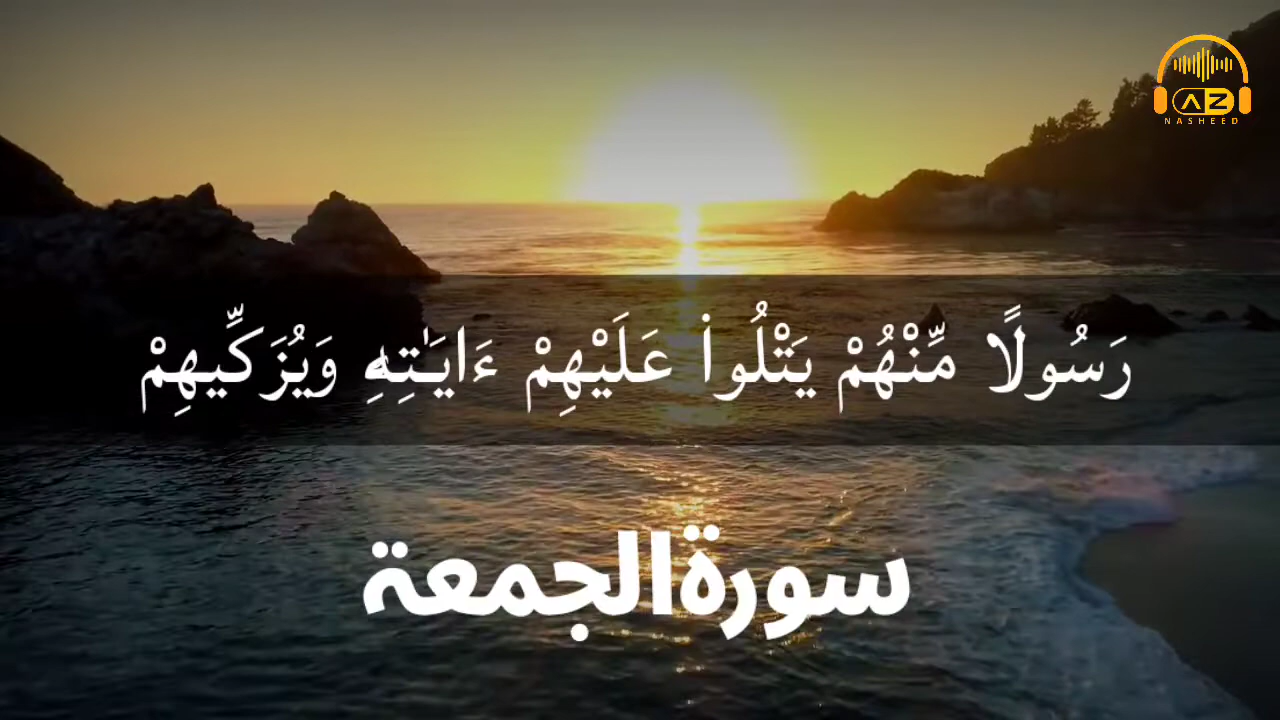 AZ
NASHEED
رَسُولًا مِّنْهُمْ يَتْلُوا۟ عَلَيْهِمْ ءَايَـٰتِهِۦ وَيُزَكِّيهِمْ
سورة الجمعة